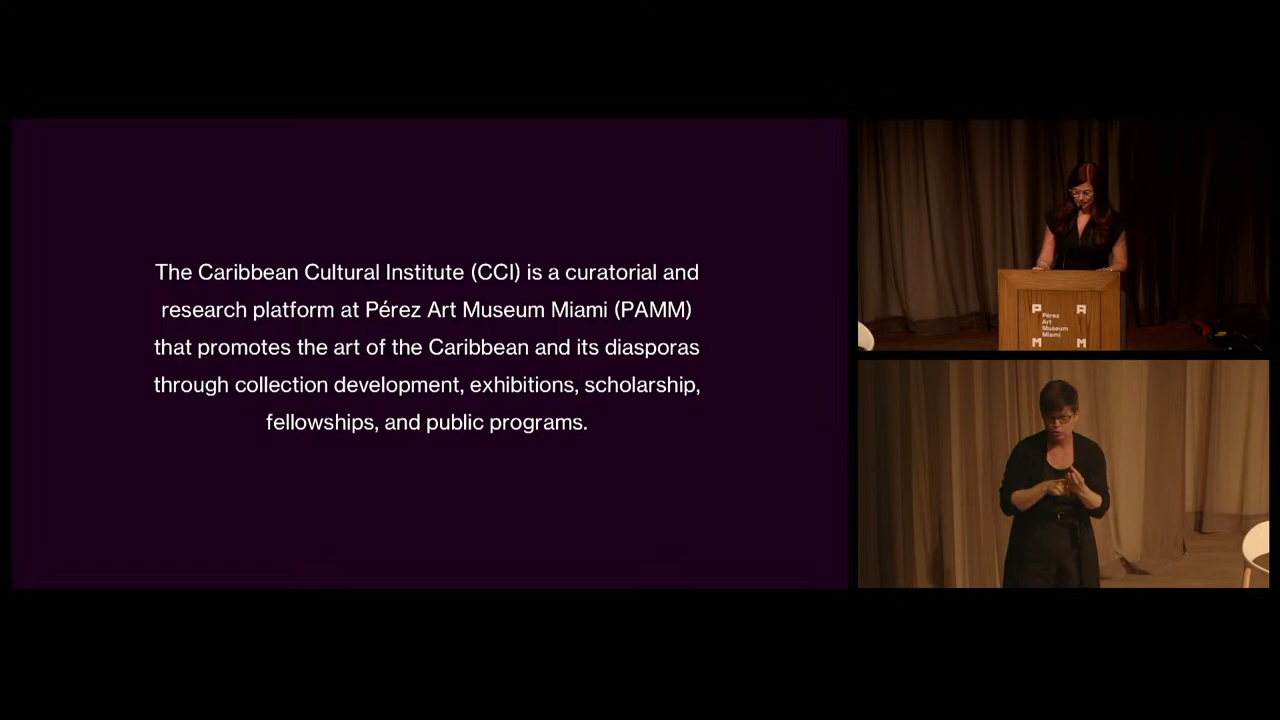 The Caribbean Cultural Institute (CCI) is a curatorial and
research platform at Pérez Art Museum Miami (PAMM)
that promotes the art of the Caribbean and its diasporas
through collection development, exhibitions, scholarship,
fellowships, and public programs.
P A
Pérez
Art
Museum
Miami
M M